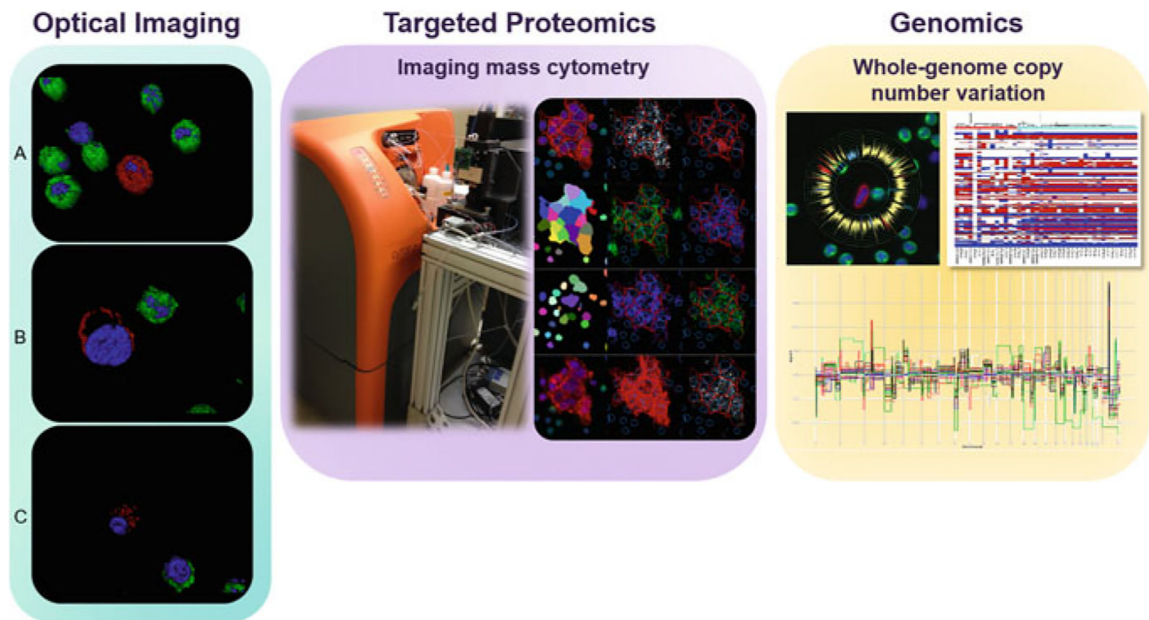 Optical Imaging
A
B
C
Targeted Proteomics
Imaging mass cytometry
Genomics
Whole-genome copy
number variation